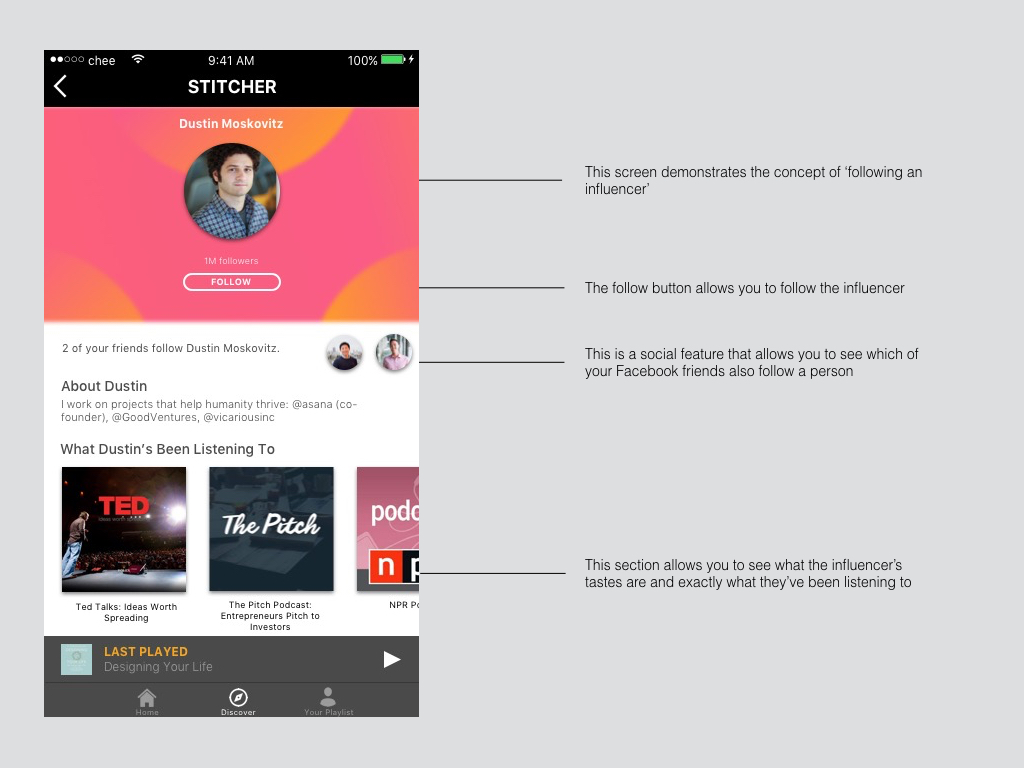 chee
9:41 AM
100%
STITCHER
Dustin Moskovitz
1M followers
FOLLOW
2 of your friends follow Dustin Moskovitz.
About Dustin
I work on projects that help humanity thrive: @asana (co-
founder), @GoodVentures, @vicariousinc
What Dustin’s Been Listening To
TED
The Pitch
podc
n p
Ted Talks: Ideas Worth
Spreading
The Pitch Podcast:
Entrepreneurs Pitch to
Investors
NPR Po
LAST PLAYED
Designing Your Life
Home
Discover
Your Playlist
This screen demonstrates the concept of ‘following an
influencer’
The follow button allows you to follow the influencer
This is a social feature that allows you to see which of
your Facebook friends also follow a person
This section allows you to see what the influencer’s
tastes are and exactly what they’ve been listening to